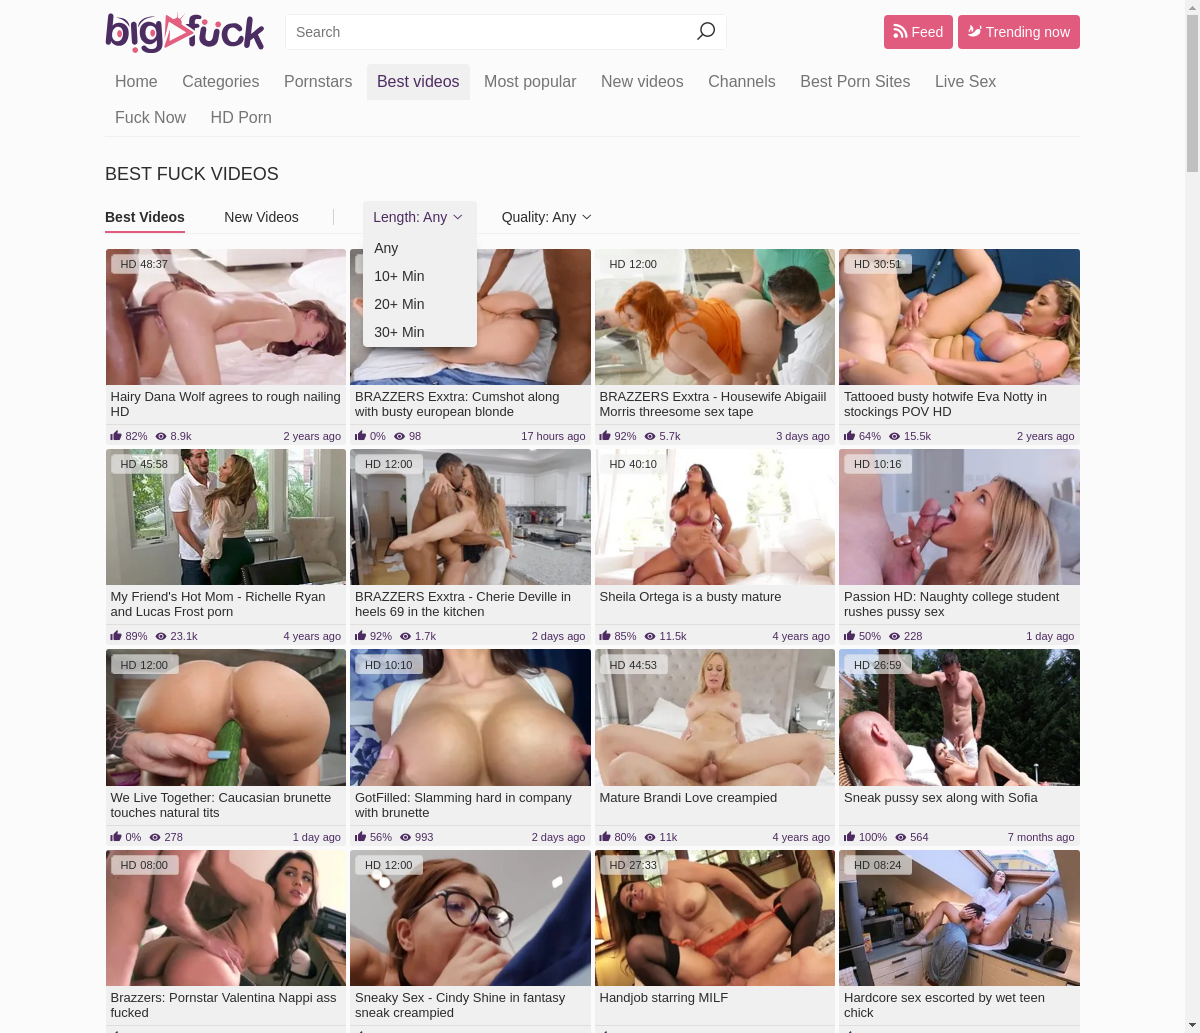 bigfuck
Search
Feed
Trending now
Home Categories Pornstars Best videos Most popular New videos Channels Best Porn Sites Live Sex
Fuck Now HD Porn
BEST FUCK VIDEOS
Best Videos New Videos Length: Any Quality: Any
Any
10+ Min
20+ Min
30+ Min
HD 48:37
HD 12:00
HD 30:51
Hairy Dana Wolf agrees to rough nailing
HD
82% 8.9k 2 years ago
BRAZZERS Exxtra: Cumshot along
with busty european blonde
0% 98 17 hours ago
BRAZZERS Exxtra - Housewife Abigaiil
Morris threesome sex tape
92% 5.7k 3 days ago
Tattooed busty hotwife Eva Notty in
stockings POV HD
64% 15.5k 2 years ago
HD 45:58
HD 12:00
HD 40:10
HD 10:16
My Friend's Hot Mom - Richelle Ryan
and Lucas Frost porn
89% 23.1k 4 years ago
BRAZZERS Exxtra - Cherie Deville in
heels 69 in the kitchen
92% 1.7k 2 days ago
Sheila Ortega is a busty mature
85% 11.5k 4 years ago
Passion HD: Naughty college student
rushes pussy sex
50% 228 1 day ago
HD 12:00
HD 10:10
HD 44:53
HD 26:59
We Live Together: Caucasian brunette
touches natural tits
0% 278 1 day ago
GotFilled: Slamming hard in company
with brunette
56% 993 2 days ago
Mature Brandi Love creampied
80% 11k 4 years ago
Sneak pussy sex along with Sofia
100% 564 7 months ago
HD 08:00
HD 12:00
HD 27:33
HD 08:24
Brazzers: Pornstar Valentina Nappi ass
fucked
Sneaky Sex - Cindy Shine in fantasy
sneak creampied
Handjob starring MILF
Hardcore sex escorted by wet teen
chick